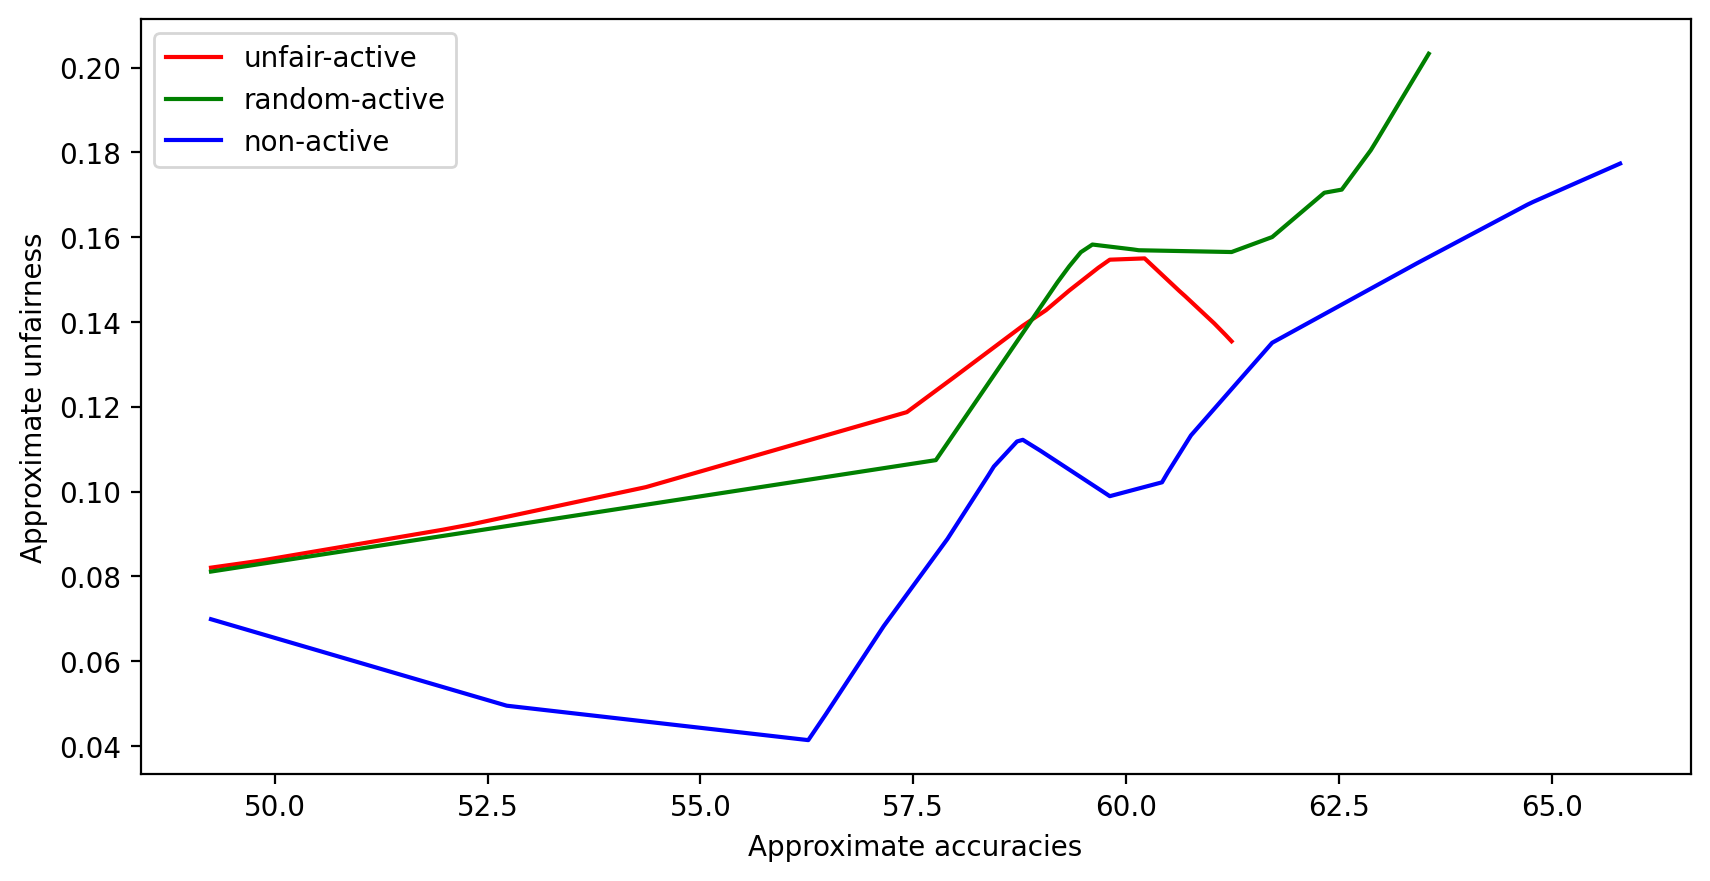 unfair-active
random-active
non-active
0.20
0.18
0.16
0.14
0.12
0.10
0.08
0.06
0.04
Approximate unfairness
50.0 52.5 55.0 57.5 60.0 62.5 65.0
Approximate accuracies